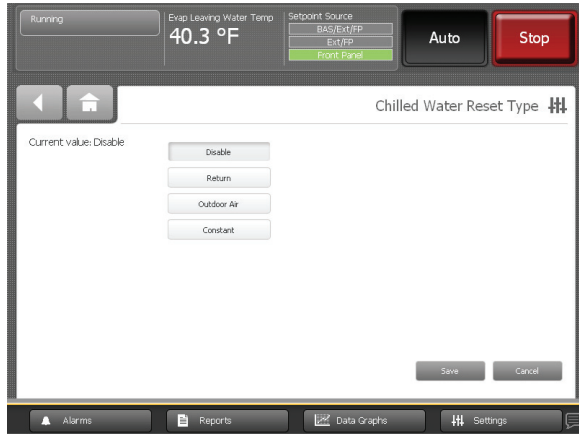 Running
Evap Leaving Water Temp
40.3 °F
Setpoint Source
BAS/Ext/FP
Ext/FP
Front Panel
Auto
Stop
Chilled Water Reset Type
Current value: Disable
Disable
Return
Outdoor Air
Constant
Save
Cancel
Alarms
Reports
Data Graphs
Settings